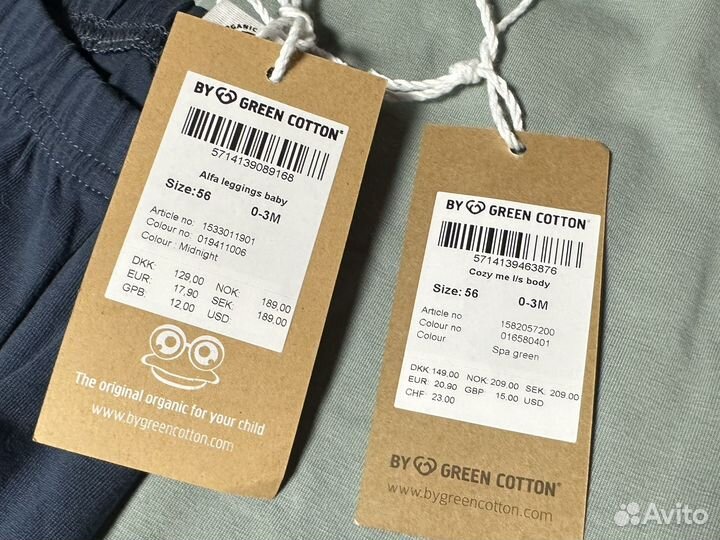 ORGANIC
BY GREEN COTTON®
5714139089168
Alfa leggings baby
Size: 56 0-3M
Article no: 1533011901
Colour no: 019411006
Colour : Midnight
DKK: 129,00 NOK: 189,00
EUR: 17,90 SEK: 189,00
GPB: 12,00 USD:
The original organic for your child
www.bygreencotton.com
BY GREEN COTTON®
5714139463876
Cozy me l/s body
Size: 56 0-3M
Article no 1582057200
Colour no 016580401
Colour Spa green
DKK 149,00 NOK: 209,00 SEK. 209,00
EUR 20,90 GBP 15,00 USD
CHF 23,00
BY GREEN COTTON®
www.bygreencotton.com
Avito